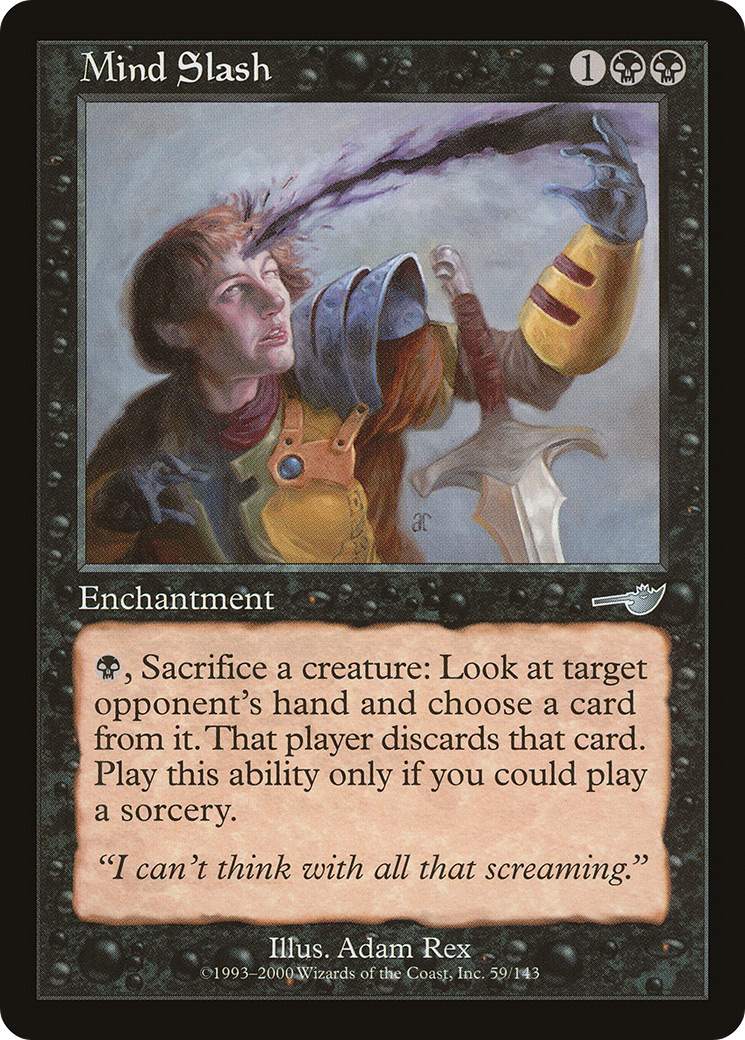 Mind Slash
1
Enchantment
, Sacrifice a creature: Look at target
opponent's hand and choose a card
from it. That player discards that card.
Play this ability only if you could play
a sorcery.
“I can't think with all that screaming.”
Illus. Adam Rex
©1993–2000 Wizards of the Coast, Inc. 59/143